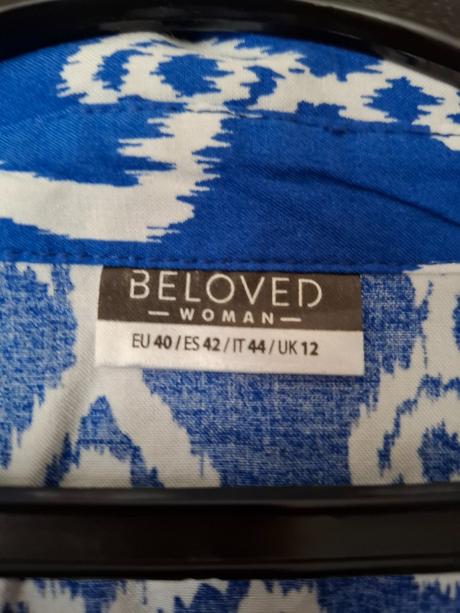 BELOVED
— WOMAN —
EU 40 / ES 42 / IT 44 / UK 12